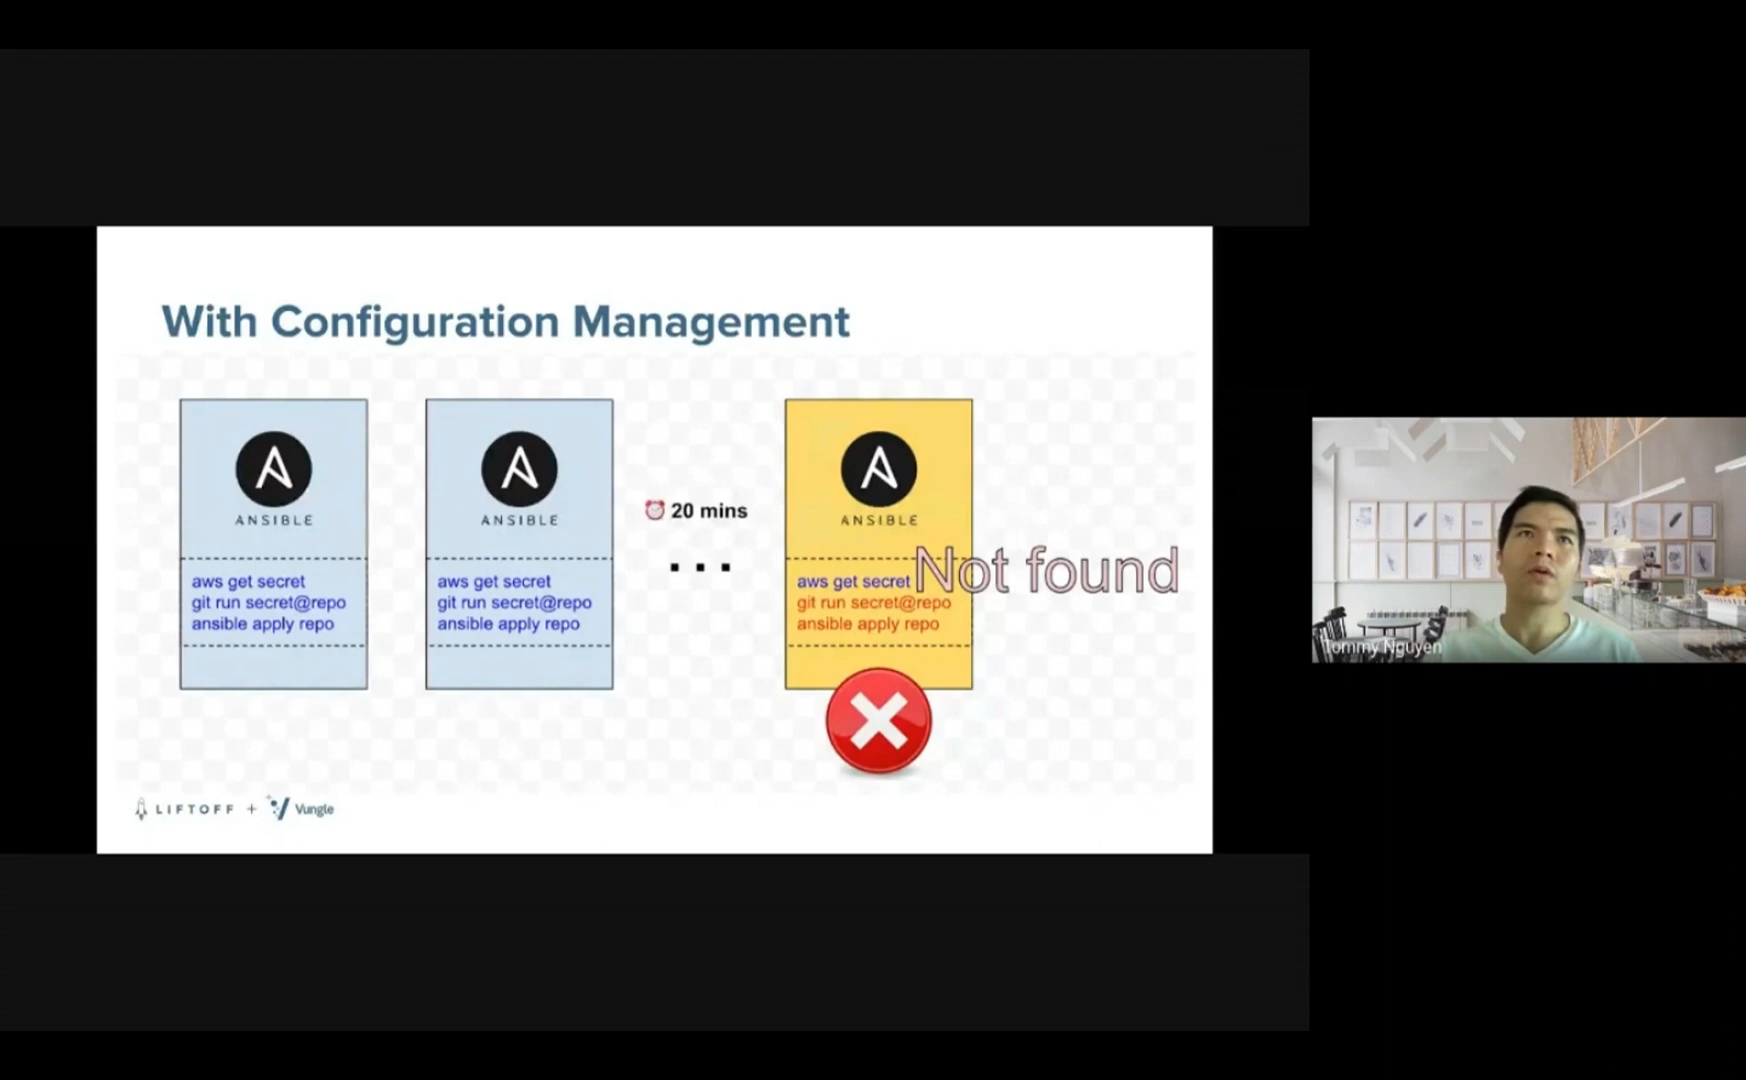 With Configuration Management
ANSIBLE
aws get secret
git run secret@repo
ansible apply repo
ANSIBLE
aws get secret
git run secret@repo
ansible apply repo
20 mins
...
ANSIBLE
aws get secret
git run secret@repo
ansible apply repo
Not found
LIFTOFF + Vungle
Tommy Nguyen